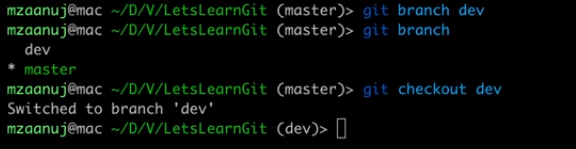 mzaanuj@mac ~/D/V/LetsLearnGit (master)> git branch dev
mzaanuj@mac ~/D/V/LetsLearnGit (master)> git branch
  dev
* master
mzaanuj@mac ~/D/V/LetsLearnGit (master)> git checkout dev
Switched to branch 'dev'
mzaanuj@mac ~/D/V/LetsLearnGit (dev)>